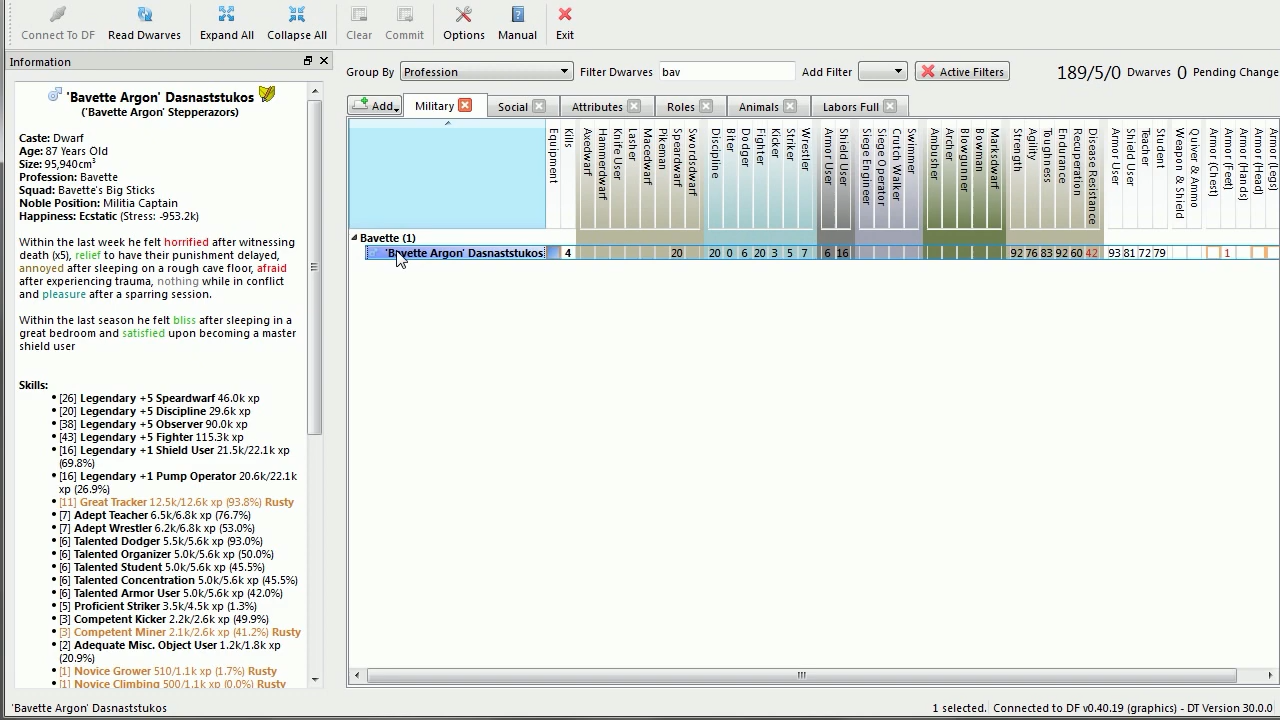 Connect To DF Read Dwarves Expand All Collapse All Clear Commit Options Manual Exit
Information
'Bavette Argon' Dasnaststukos
('Bavette Argon' Stepperazors)
Caste: Dwarf
Age: 87 Years Old
Size: 95,940cm³
Profession: Bavette
Squad: Bavette's Big Sticks
Noble Position: Militia Captain
Happiness: Ecstatic (Stress: -953.2k)
Within the last week he felt horrified after witnessing
death (x5), relief to have their punishment delayed,
annoyed after sleeping on a rough cave floor, afraid
after experiencing trauma, nothing while in conflict
and pleasure after a sparring session.
Within the last season he felt bliss after sleeping in a
great bedroom and satisfied upon becoming a master
shield user
Skills:
• [26] Legendary +5 Speardwarf 46.0k xp
• [20] Legendary +5 Discipline 29.6k xp
• [38] Legendary +5 Observer 90.0k xp
• [43] Legendary +5 Fighter 115.3k xp
• [16] Legendary +1 Shield User 21.5k/22.1k xp
(69.8%)
• [16] Legendary +1 Pump Operator 20.6k/22.1k
xp (26.9%)
• [11] Great Tracker 12.5k/12.6k xp (93.8%) Rusty
• [7] Adept Teacher 6.5k/6.8k xp (76.7%)
• [7] Adept Wrestler 6.2k/6.8k xp (53.0%)
• [6] Talented Dodger 5.5k/5.6k xp (93.0%)
• [6] Talented Organizer 5.0k/5.6k xp (50.0%)
• [6] Talented Student 5.0k/5.6k xp (45.5%)
• [6] Talented Concentration 5.0k/5.6k xp (45.5%)
• [6] Talented Armor User 5.0k/5.6k xp (42.0%)
• [5] Proficient Striker 3.5k/4.5k xp (1.3%)
• [3] Competent Kicker 2.2k/2.6k xp (49.9%)
• [3] Competent Miner 2.1k/2.6k xp (41.2%) Rusty
• [2] Adequate Misc. Object User 1.2k/1.8k xp
(20.9%)
• [1] Novice Grower 510/1.1k xp (1.7%) Rusty
• [1] Novice Climbing 500/1.1k xp (0.0%) Rusty
Group By Profession Filter Dwarves bav Add Filter Active Filters 189/5/0 Dwarves 0 Pending Change
Add Military Social Attributes Roles Animals Labors Full
Equipment
Kills
Axedwarf
Hammerdwarf
Knife User
Lasher
Macedwarf
Pikeman
Speardwarf
Swordsdwarf
Discipline
Biter
Dodger
Fighter
Kicker
Striker
Wrestler
Armor User
Shield User
Siege Engineer
Siege Operator
Crutch Walker
Swimmer
Ambusher
Archer
Blowgunner
Bowman
Marksdwarf
Strength
Agility
Toughness
Endurance
Recuperation
Disease Resistance
Armor User
Shield User
Teacher
Student
Weapon & Shield
Quiver & Ammo
Armor (Chest)
Armor (Feet)
Armor (Hands)
Armor (Head)
Armor (Legs)
Bavette (1)
'Bavette Argon' Dasnaststukos 4 20 20 0 6 20 3 5 7 6 16 92 76 83 92 60 42 93 81 72 79 1
'Bavette Argon' Dasnaststukos 1 selected. Connected to DF v0.40.19 (graphics) - DT Version 30.0.0